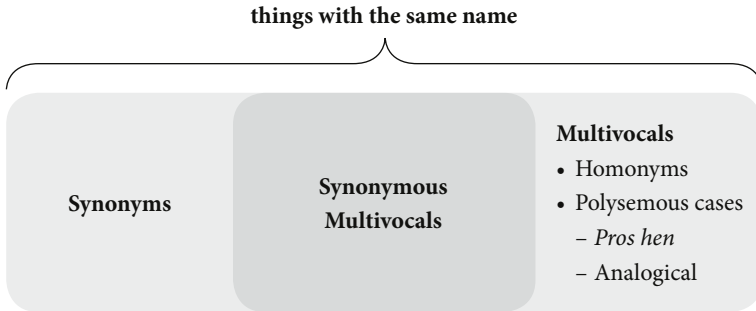 things with the same name
Synonyms
Synonymous
Multivocals
Multivocals
• Homonyms
• Polysemous cases
– Pros hen
– Analogical